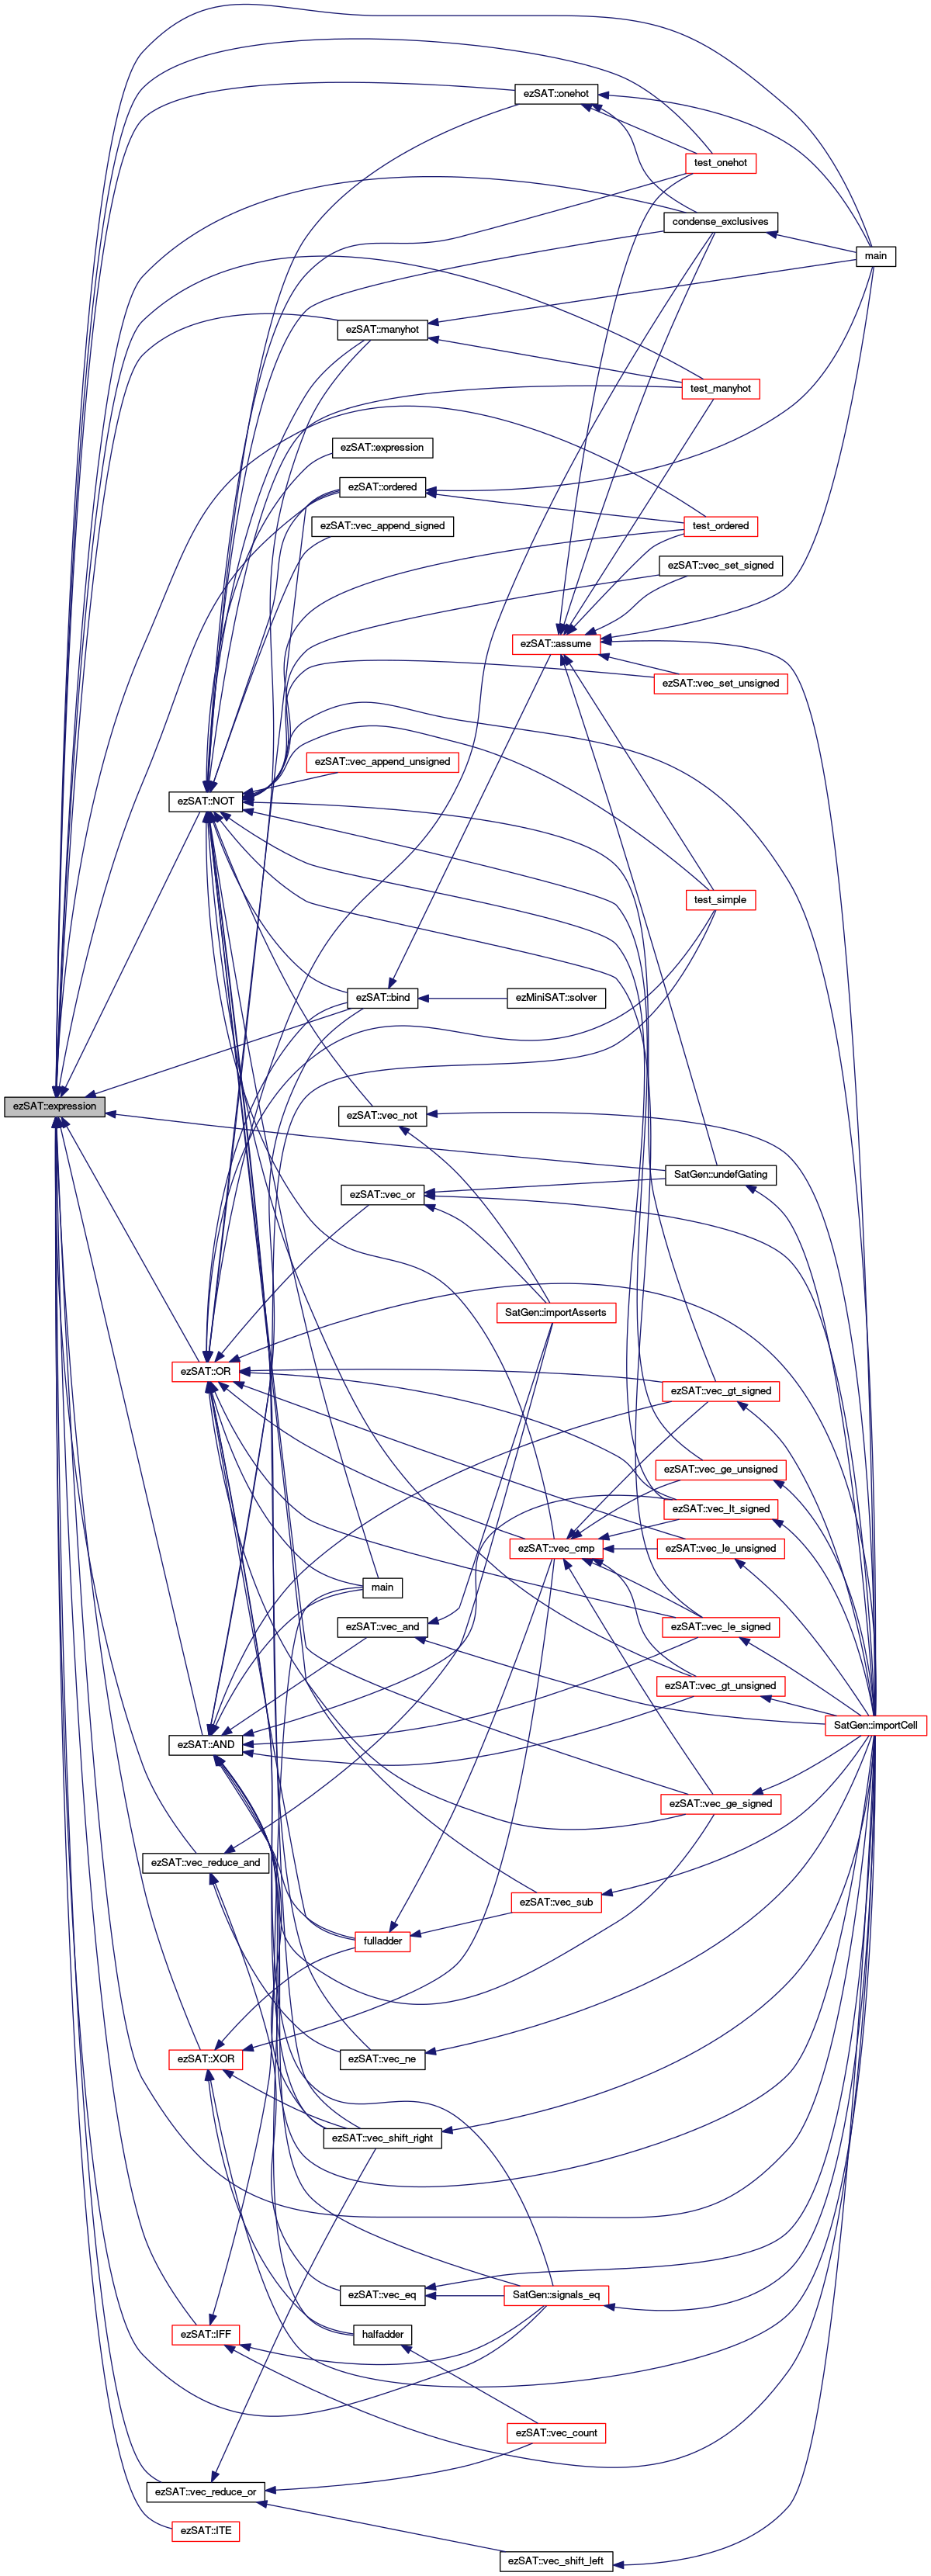 ezSAT::onehot
test_onehot
condense_exclusives
main
ezSAT::manyhot
test_manyhot
ezSAT::expression
ezSAT::ordered
ezSAT::vec_append_signed
test_ordered
ezSAT::vec_set_signed
ezSAT::assume
ezSAT::vec_set_unsigned
ezSAT::vec_append_unsigned
ezSAT::NOT
test_simple
ezSAT::bind
ezMiniSAT::solver
ezSAT::expression
ezSAT::vec_not
SatGen::undefGating
ezSAT::vec_or
SatGen::importAsserts
ezSAT::OR
ezSAT::vec_gt_signed
ezSAT::vec_ge_unsigned
ezSAT::vec_lt_signed
ezSAT::vec_cmp
ezSAT::vec_le_unsigned
main
ezSAT::vec_and
ezSAT::vec_le_signed
ezSAT::vec_gt_unsigned
SatGen::importCell
ezSAT::AND
ezSAT::vec_ge_signed
ezSAT::vec_reduce_and
ezSAT::vec_sub
fulladder
ezSAT::XOR
ezSAT::vec_ne
ezSAT::vec_shift_right
ezSAT::vec_eq
SatGen::signals_eq
ezSAT::IFF
halfadder
ezSAT::vec_count
ezSAT::vec_reduce_or
ezSAT::ITE
ezSAT::vec_shift_left